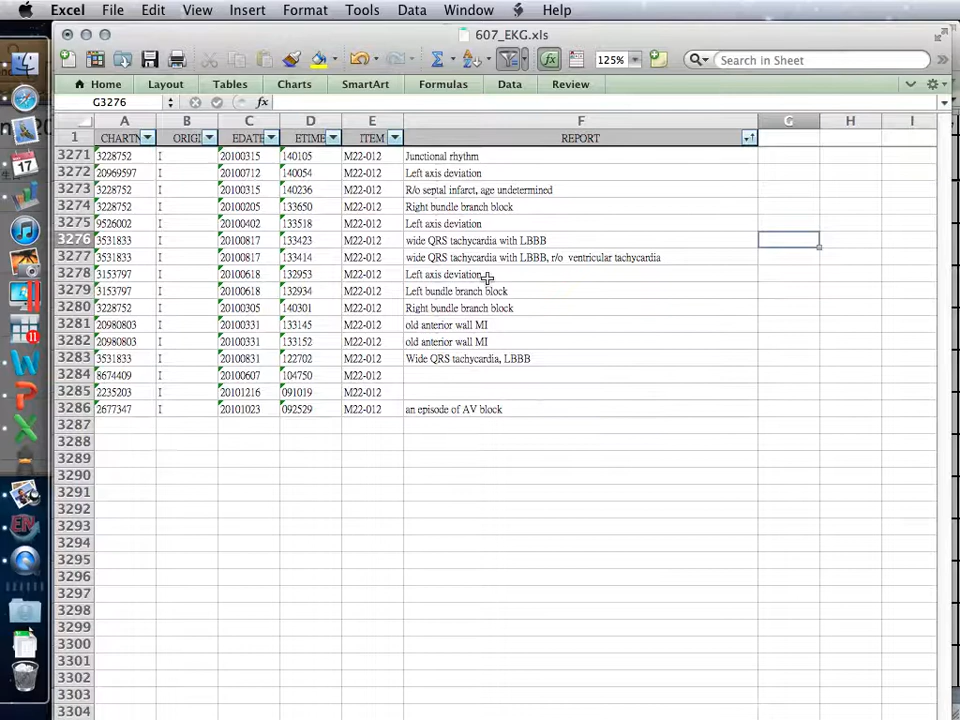 Excel File Edit View Insert Format Tools Data Window Help
607_EKG.xls
125% Search in Sheet
Home Layout Tables Charts SmartArt Formulas Data Review
G3276 fx
A B C D E F G H I
1 CHARTN ORIGI EDATE ETIME ITEM REPORT
3271 3228752 I 20100315 140105 M22-012 Junctional rhythm
3272 20969597 I 20100712 140054 M22-012 Left axis deviation
3273 3228752 I 20100315 140236 M22-012 R/o septal infarct, age undetermined
3274 3228752 I 20100205 133650 M22-012 Right bundle branch block
3275 9526002 I 20100402 133518 M22-012 Left axis deviation
3276 3531833 I 20100817 133423 M22-012 wide QRS tachycardia with LBBB
3277 3531833 I 20100817 133414 M22-012 wide QRS tachycardia with LBBB, r/o ventricular tachycardia
3278 3153797 I 20100618 132953 M22-012 Left axis deviation
3279 3153797 I 20100618 132934 M22-012 Left bundle branch block
3280 3228752 I 20100305 140301 M22-012 Right bundle branch block
3281 20980803 I 20100331 133145 M22-012 old anterior wall MI
3282 20980803 I 20100331 133152 M22-012 old anterior wall MI
3283 3531833 I 20100831 122702 M22-012 Wide QRS tachycardia, LBBB
3284 8674409 I 20100607 104750 M22-012
3285 2235203 I 20101216 091019 M22-012
3286 2677347 I 20101023 092529 M22-012 an episode of AV block
3287
3288
3289
3290
3291
3292
3293
3294
3295
3296
3297
3298
3299
3300
3301
3302
3303
3304
17
11
W
P
X
EN